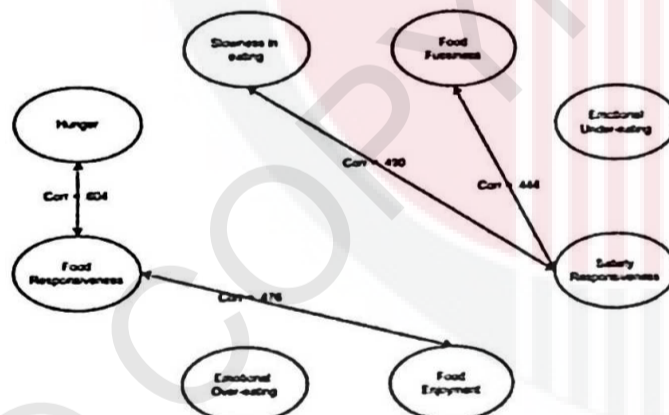 Slowness in
eating
Food
Fussiness
Hunger
Emotional
Under-eating
Corr = .430
Corr = .444
Corr = .604
Food
Responsiveness
Satiety
Responsiveness
Corr = .476
Emotional
Over-eating
Food
Enjoyment
COPY